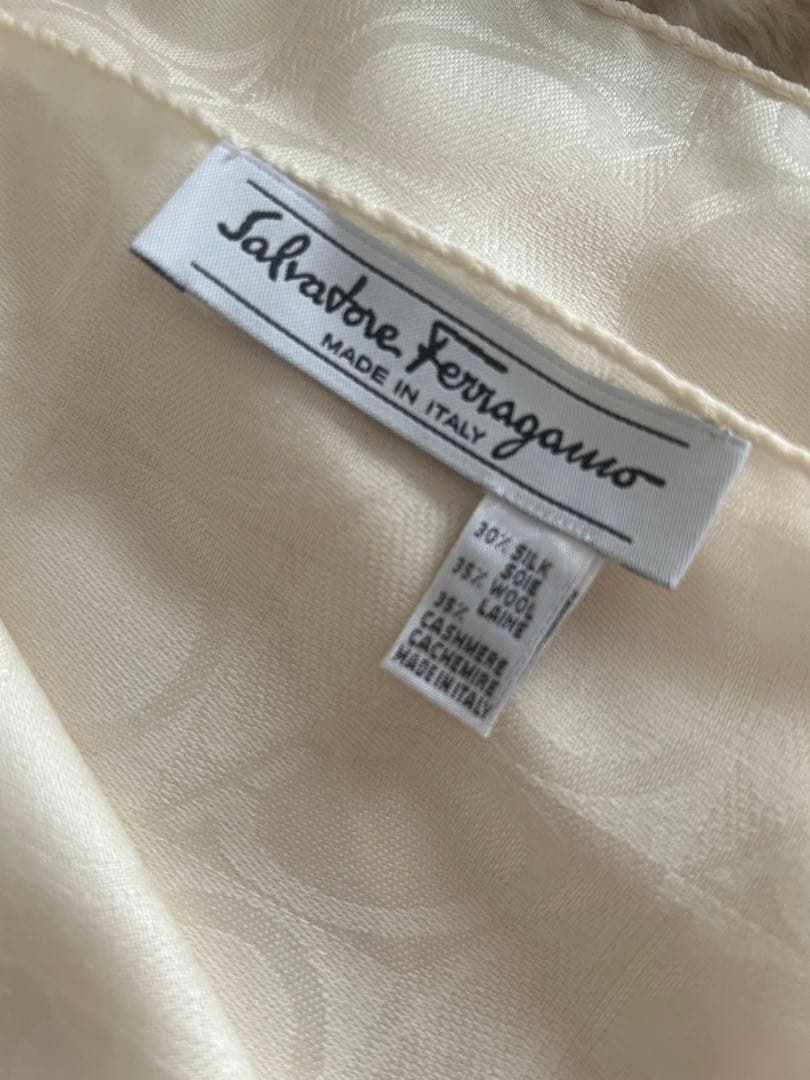 Salvatore Ferragamo
MADE IN ITALY
30% SILK
SOIE
35% WOOL
LAINE
35% CASHMERE
CACHEMIRE
MADE IN ITALY